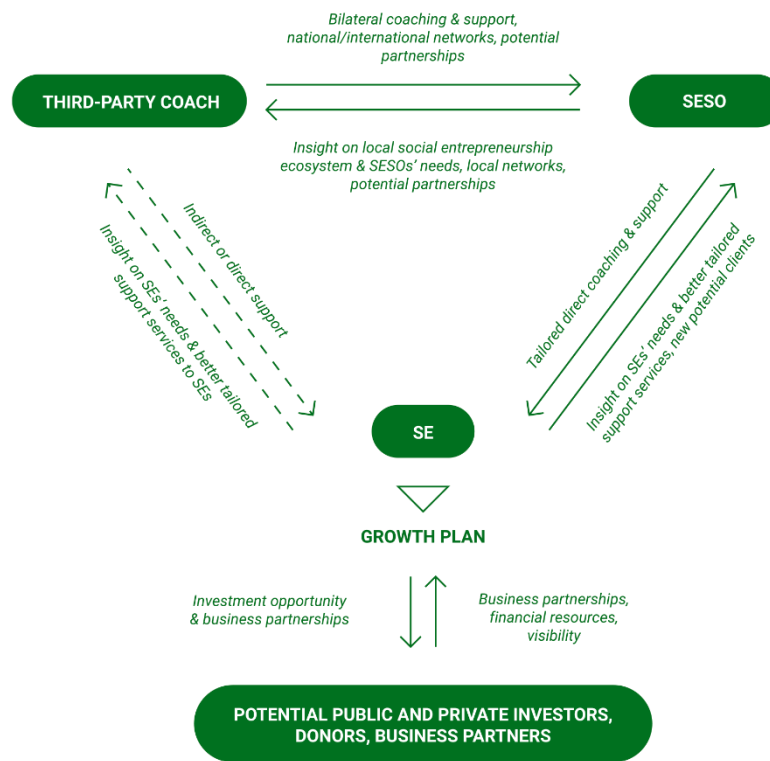 Bilateral coaching & support,
national/international networks, potential
partnerships
THIRD-PARTY COACH
SESO
Insight on local social entrepreneurship
ecosystem & SESOs' needs, local networks,
potential partnerships
Indirect or direct support
Insight on SEs' needs & better tailored
support services to SEs
Tailored direct coaching & support
Insight on SEs' needs & better tailored
support services, new potential clients
SE
GROWTH PLAN
Investment opportunity
& business partnerships
Business partnerships,
financial resources,
visibility
POTENTIAL PUBLIC AND PRIVATE INVESTORS,
DONORS, BUSINESS PARTNERS